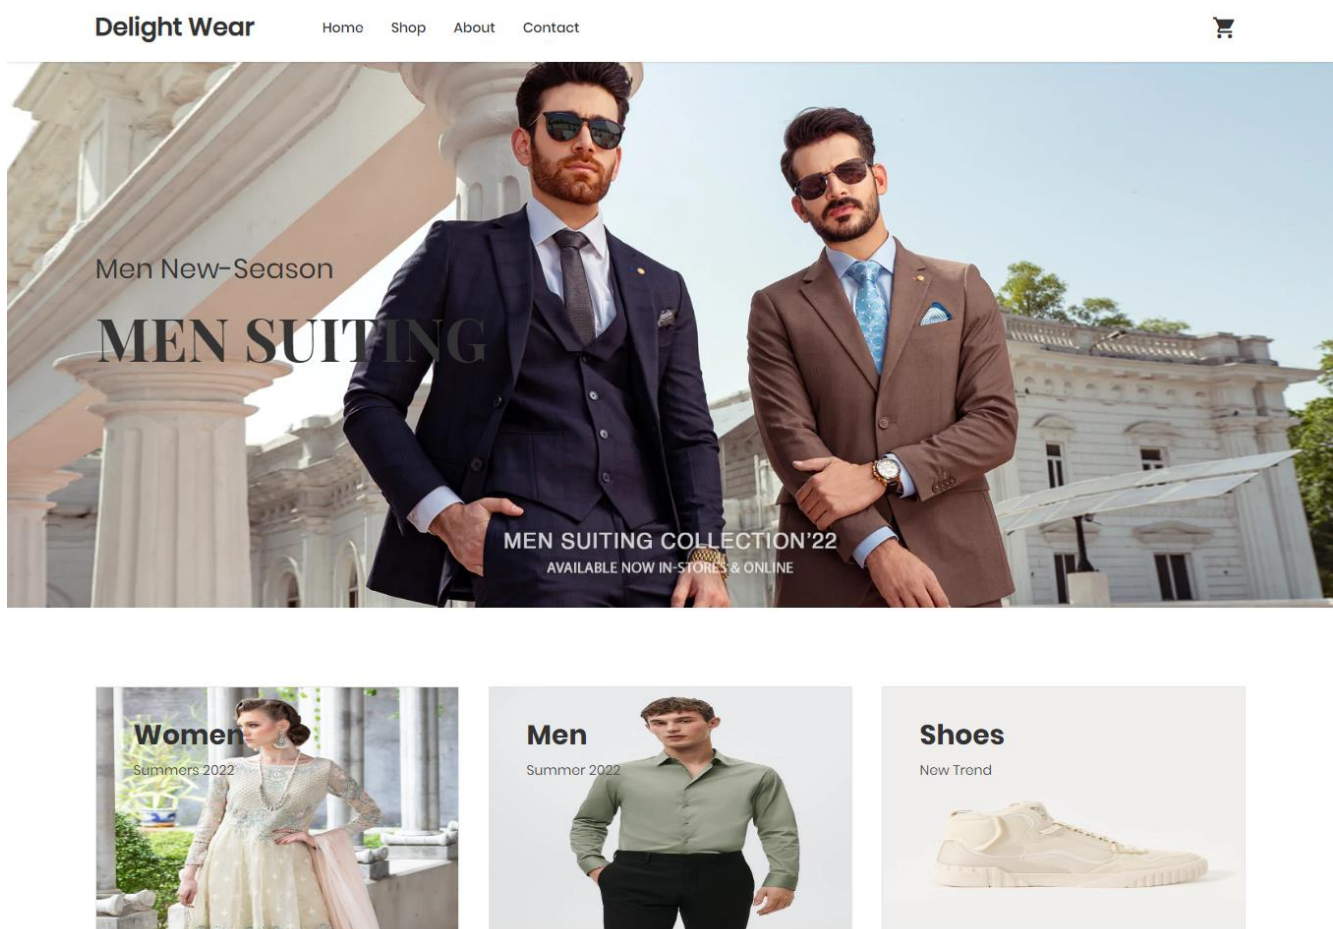 Delight Wear Home Shop About Contact
Men New-Season
MEN SUITING
MEN SUITING COLLECTION'22
AVAILABLE NOW IN-STORES & ONLINE
Women
Summers 2022
Men
Summer 2022
Shoes
New Trend